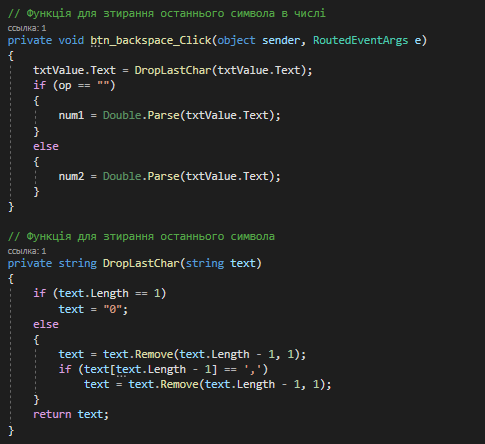 // Функція для зтирання останнього символа в числі
ссылка: 1
private void btn_backspace_Click(object sender, RoutedEventArgs e)
{
    txtValue.Text = DropLastChar(txtValue.Text);
    if (op == "")
    {
        num1 = Double.Parse(txtValue.Text);
    }
    else
    {
        num2 = Double.Parse(txtValue.Text);
    }
}

// Функція для зтирання останнього символа
ссылка: 1
private string DropLastChar(string text)
{
    if (text.Length == 1)
        text = "0";
    else
    {
        text = text.Remove(text.Length - 1, 1);
        if (text[text.Length - 1] == ',')
            text = text.Remove(text.Length - 1, 1);
    }
    return text;
}